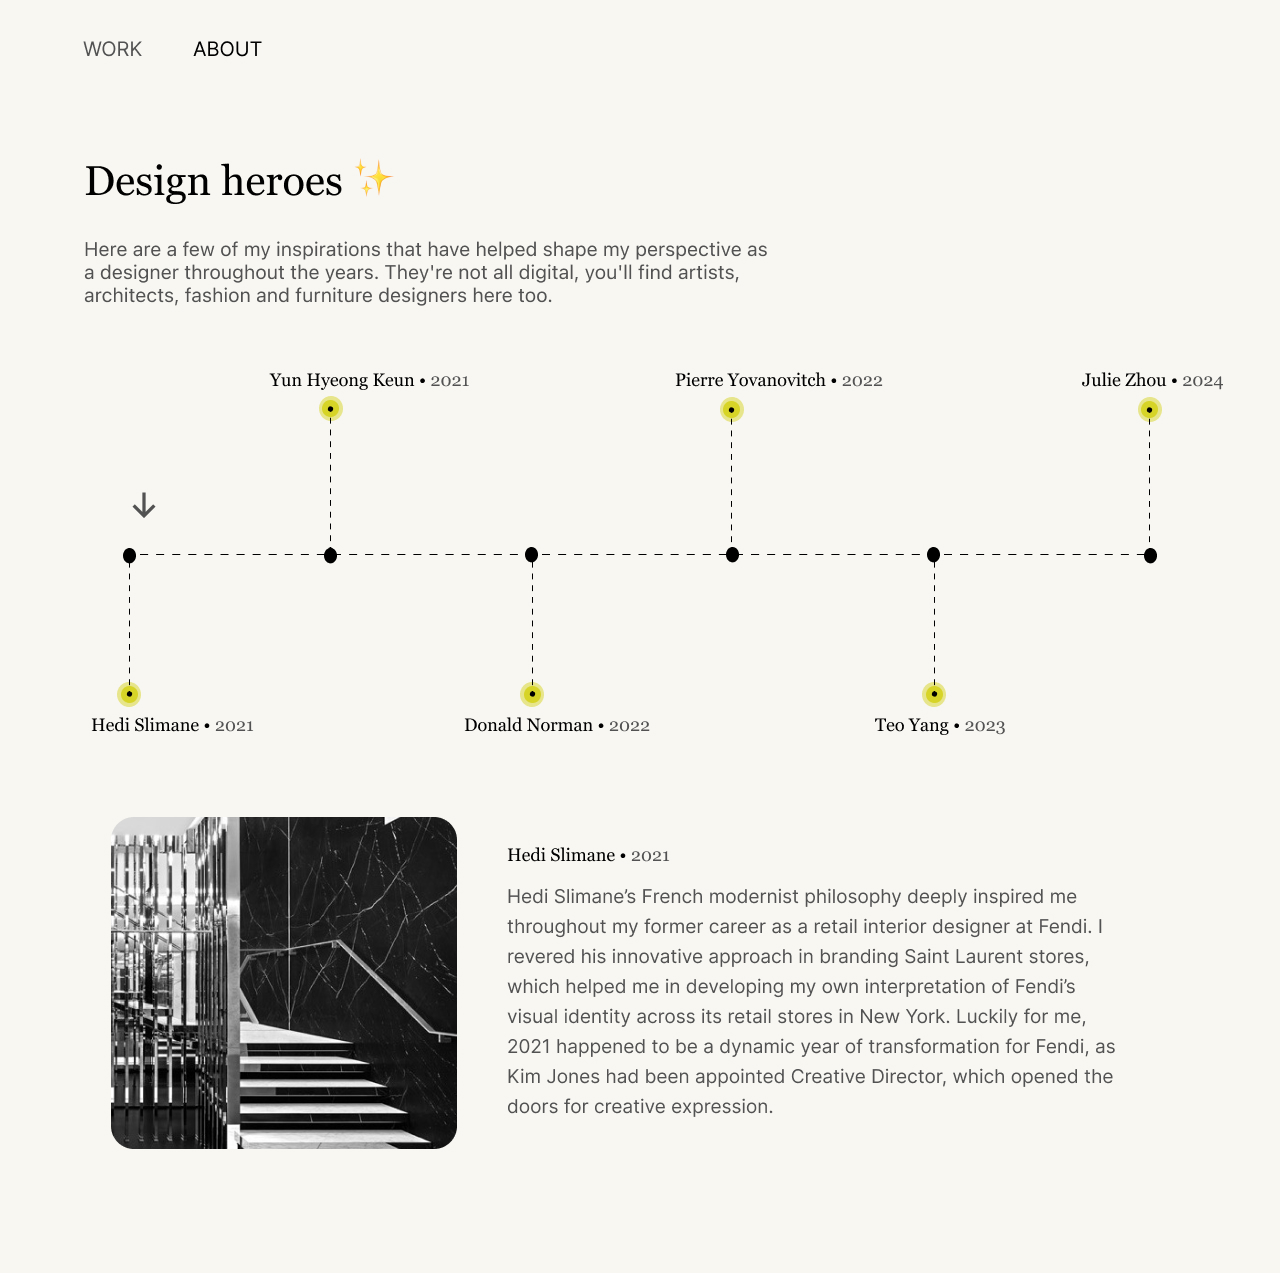 WORK ABOUT
Design heroes ✨
Here are a few of my inspirations that have helped shape my perspective as
a designer throughout the years. They're not all digital, you'll find artists,
architects, fashion and furniture designers here too.
Yun Hyeong Keun • 2021
Pierre Yovanovitch • 2022
Julie Zhou • 2024
Hedi Slimane • 2021
Donald Norman • 2022
Teo Yang • 2023
Hedi Slimane • 2021
Hedi Slimane’s French modernist philosophy deeply inspired me
throughout my former career as a retail interior designer at Fendi. I
revered his innovative approach in branding Saint Laurent stores,
which helped me in developing my own interpretation of Fendi’s
visual identity across its retail stores in New York. Luckily for me,
2021 happened to be a dynamic year of transformation for Fendi, as
Kim Jones had been appointed Creative Director, which opened the
doors for creative expression.